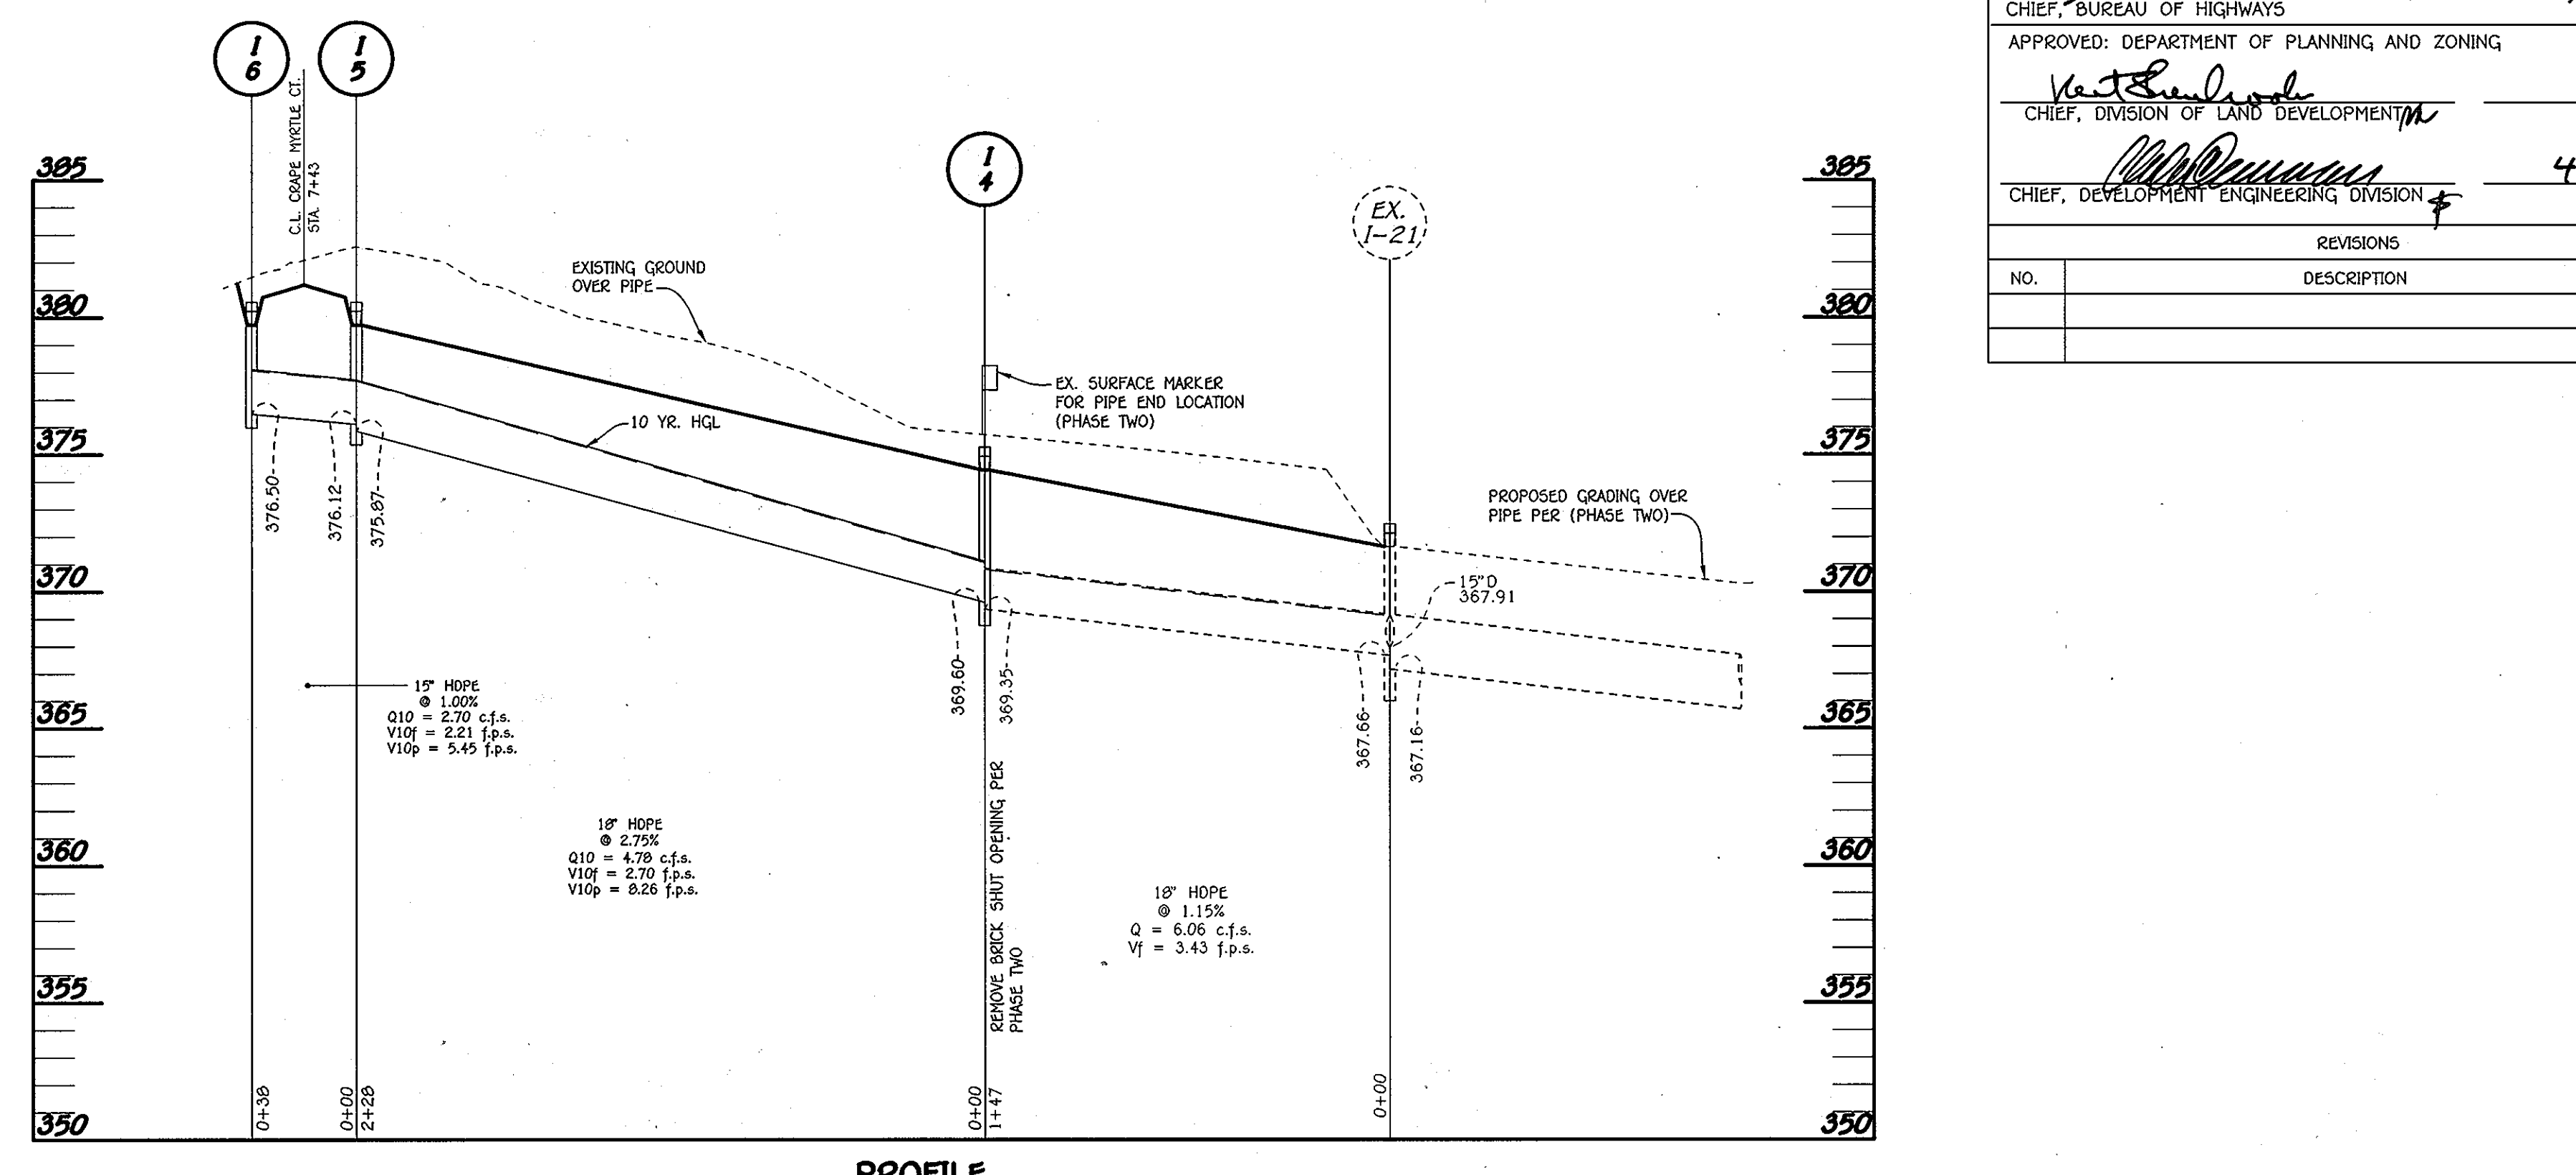 I
6
I
5
C.L. CRAPE MYRTLE CT.
STA. 7+43
I
4
EX.
I-21
385
380
375
370
365
360
355
350
385
380
375
370
365
360
355
350
EXISTING GROUND
OVER PIPE
EX. SURFACE MARKER
FOR PIPE END LOCATION
(PHASE TWO)
10 YR. HGL
PROPOSED GRADING OVER
PIPE PER (PHASE TWO)
15"D
367.91
376.50
376.12
375.87
369.60
369.35
367.66
367.16
15" HDPE
@ 1.00%
Q10 = 2.70 c.f.s.
V10f = 2.21 f.p.s.
V10p = 5.45 f.p.s.
18" HDPE
@ 2.75%
Q10 = 4.78 c.f.s.
V10f = 2.70 f.p.s.
V10p = 8.26 f.p.s.
18" HDPE
@ 1.15%
Q = 6.06 c.f.s.
Vf = 3.43 f.p.s.
REMOVE BRICK SHUT OPENING PER
PHASE TWO
0+38
0+00
2+28
0+00
1+47
0+00
PROFILE
CHIEF, BUREAU OF HIGHWAYS
APPROVED: DEPARTMENT OF PLANNING AND ZONING
CHIEF, DIVISION OF LAND DEVELOPMENT
4
CHIEF, DEVELOPMENT ENGINEERING DIVISION
REVISIONS
NO.
DESCRIPTION